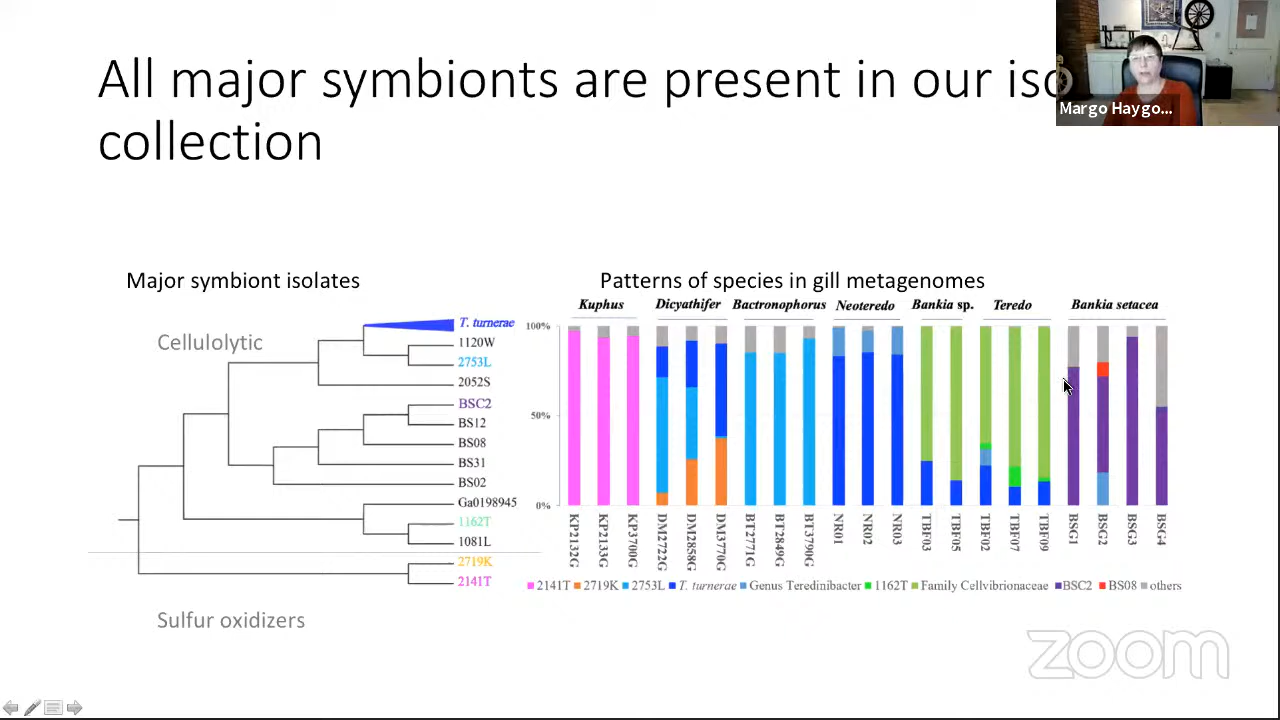 All major symbionts are present in our iso
collection
Margo Haygo...
Major symbiont isolates
Patterns of species in gill metagenomes
Cellulolytic
T. turnerae
1120W
2753L
2052S
BSC2
BS12
BS08
BS31
BS02
Ga0198945
1162T
1081L
2719K
2141T
Sulfur oxidizers
Kuphus Dicyathifer Bactronophorus Neoteredo Bankia sp. Teredo Bankia setacea
100%
50%
0%
KP2132G KP2133G KP3700G DM2722G DM2858G DM3770G BT2771G BT2849G BT3790G NR01 NR02 NR03 TBF03 TBF05 TBF02 TBF07 TBF09 BSG1 BSG2 BSG3 BSG4
2141T 2719K 2753L T. turnerae Genus Teredinibacter 1162T Family Cellvibrionaceae BSC2 BS08 others
zoom